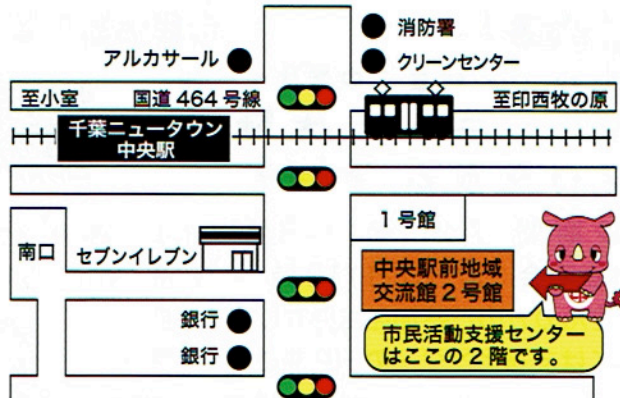 消防署
アルカサール
クリーンセンター
至小室
国道464号線
至印西牧の原
千葉ニュータウン
中央駅
1号館
南口
セブンイレブン
中央駅前地域
交流館2号館
銀行
銀行
市民活動支援センター
はここの2階です。